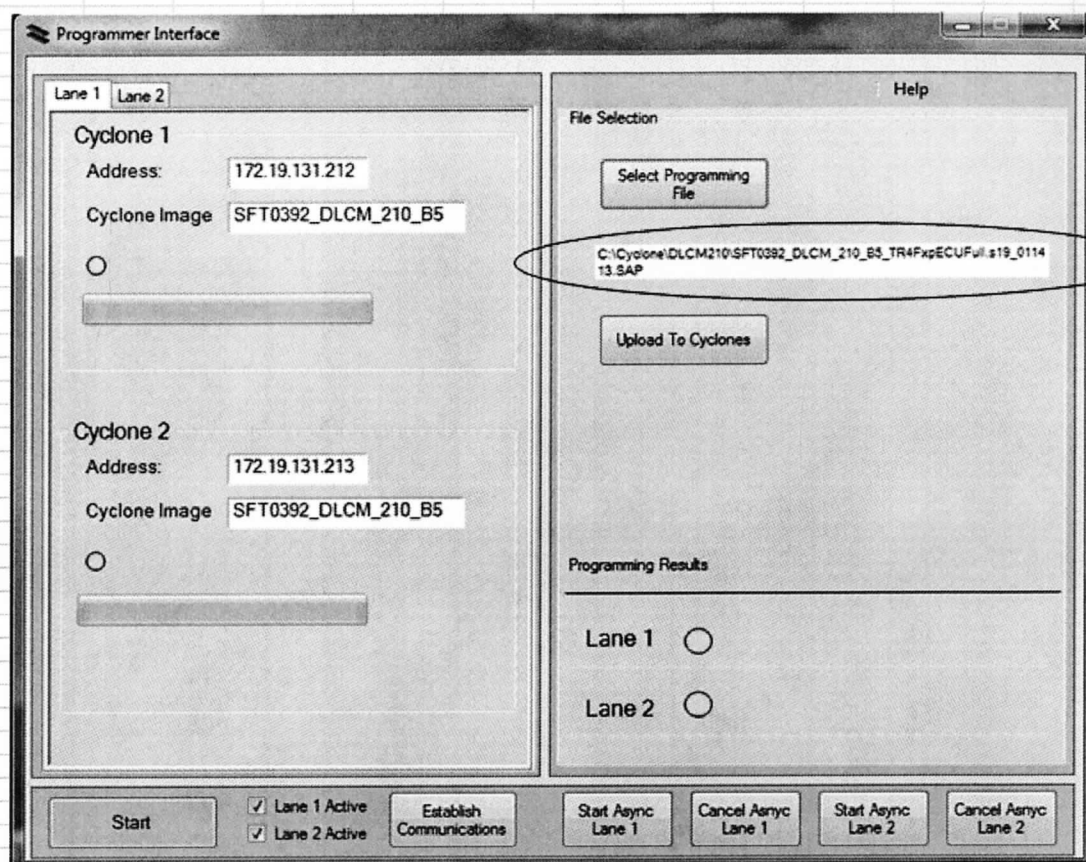 Programmer Interface
Lane 1
Lane 2
Cyclone 1
Address:
172.19.131.212
Cyclone Image
SFT0392_DLCM_210_B5
Cyclone 2
Address:
172.19.131.213
Cyclone Image
SFT0392_DLCM_210_B5
Help
File Selection
Select Programming
File
C:\Cyclone\DLCM210\SFT0392_DLCM_210_B5_TR4FxpECUFull.s19_0114
13.SAP
Upload To Cyclones
Programming Results
Lane 1
Lane 2
Start
Lane 1 Active
Lane 2 Active
Establish
Communications
Start Async
Lane 1
Cancel Asnyc
Lane 1
Start Async
Lane 2
Cancel Asnyc
Lane 2